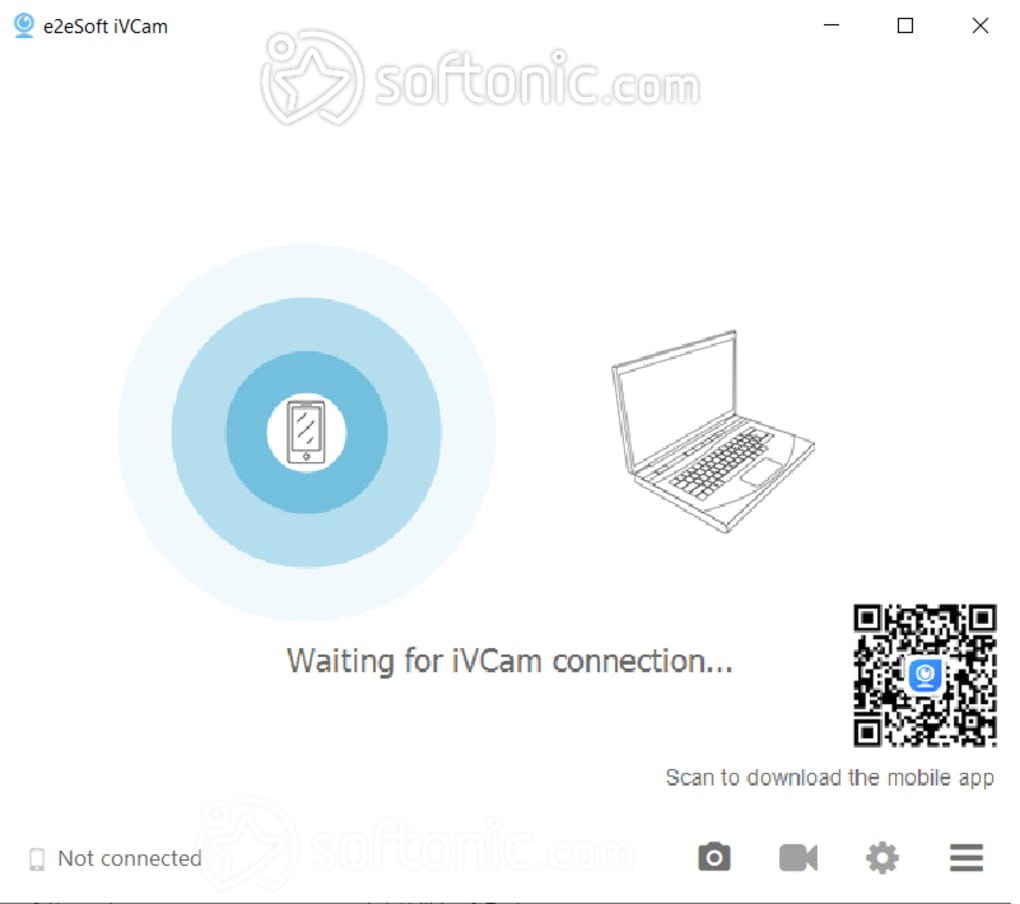 e2eSoft iVCam
softonic.com
Waiting for iVCam connection...
Scan to download the mobile app
softonic.com
Not connected